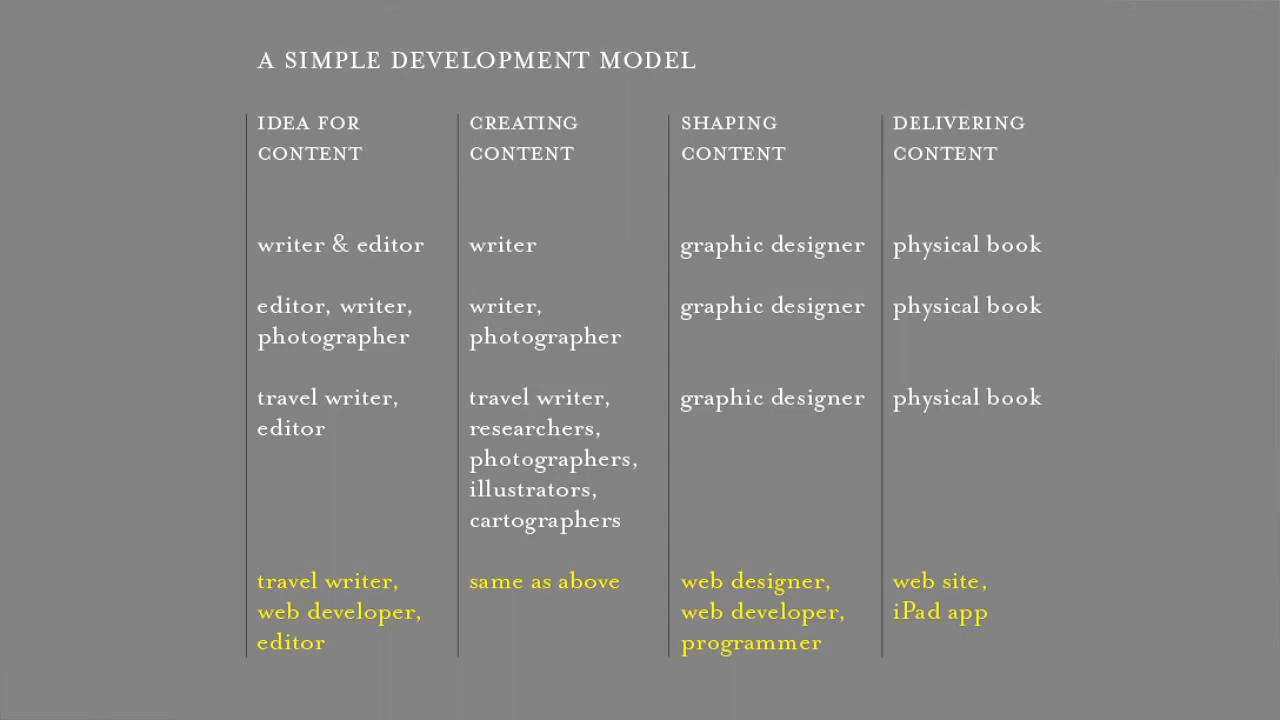 A SIMPLE DEVELOPMENT MODEL
IDEA FOR
CONTENT
CREATING
CONTENT
SHAPING
CONTENT
DELIVERING
CONTENT
writer & editor
writer
graphic designer
physical book
editor, writer,
photographer
writer,
photographer
graphic designer
physical book
travel writer,
editor
travel writer,
researchers,
photographers,
illustrators,
cartographers
graphic designer
physical book
travel writer,
web developer,
editor
same as above
web designer,
web developer,
programmer
web site,
iPad app